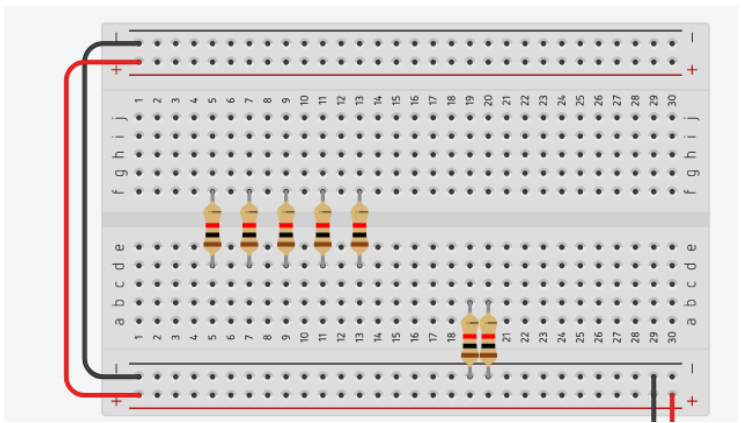 − −
+ +
1 2 3 4 5 6 7 8 9 10 11 12 13 14 15 16 17 18 19 20 21 22 23 24 25 26 27 28 29 30
j j
i i
h h
g g
f f
e e
d d
c c
b b
a a
1 2 3 4 5 6 7 8 9 10 11 12 13 14 15 16 17 18 21 22 23 24 25 26 27 28 29 30
− −
+ +